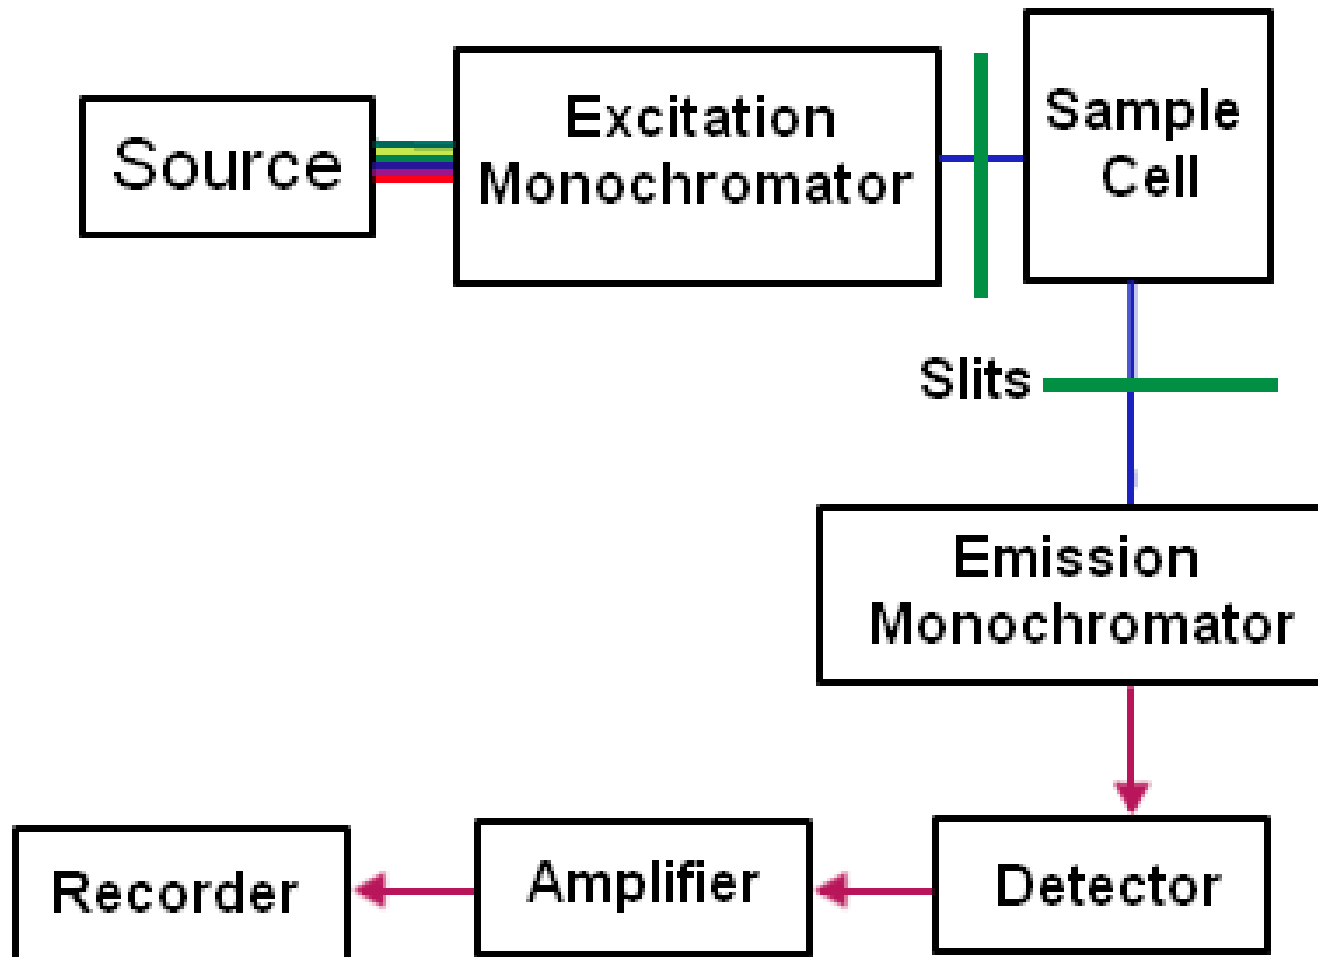 Source
Excitation
Monochromator
Sample
Cell
Slits
Emission
Monochromator
Recorder
Amplifier
Detector